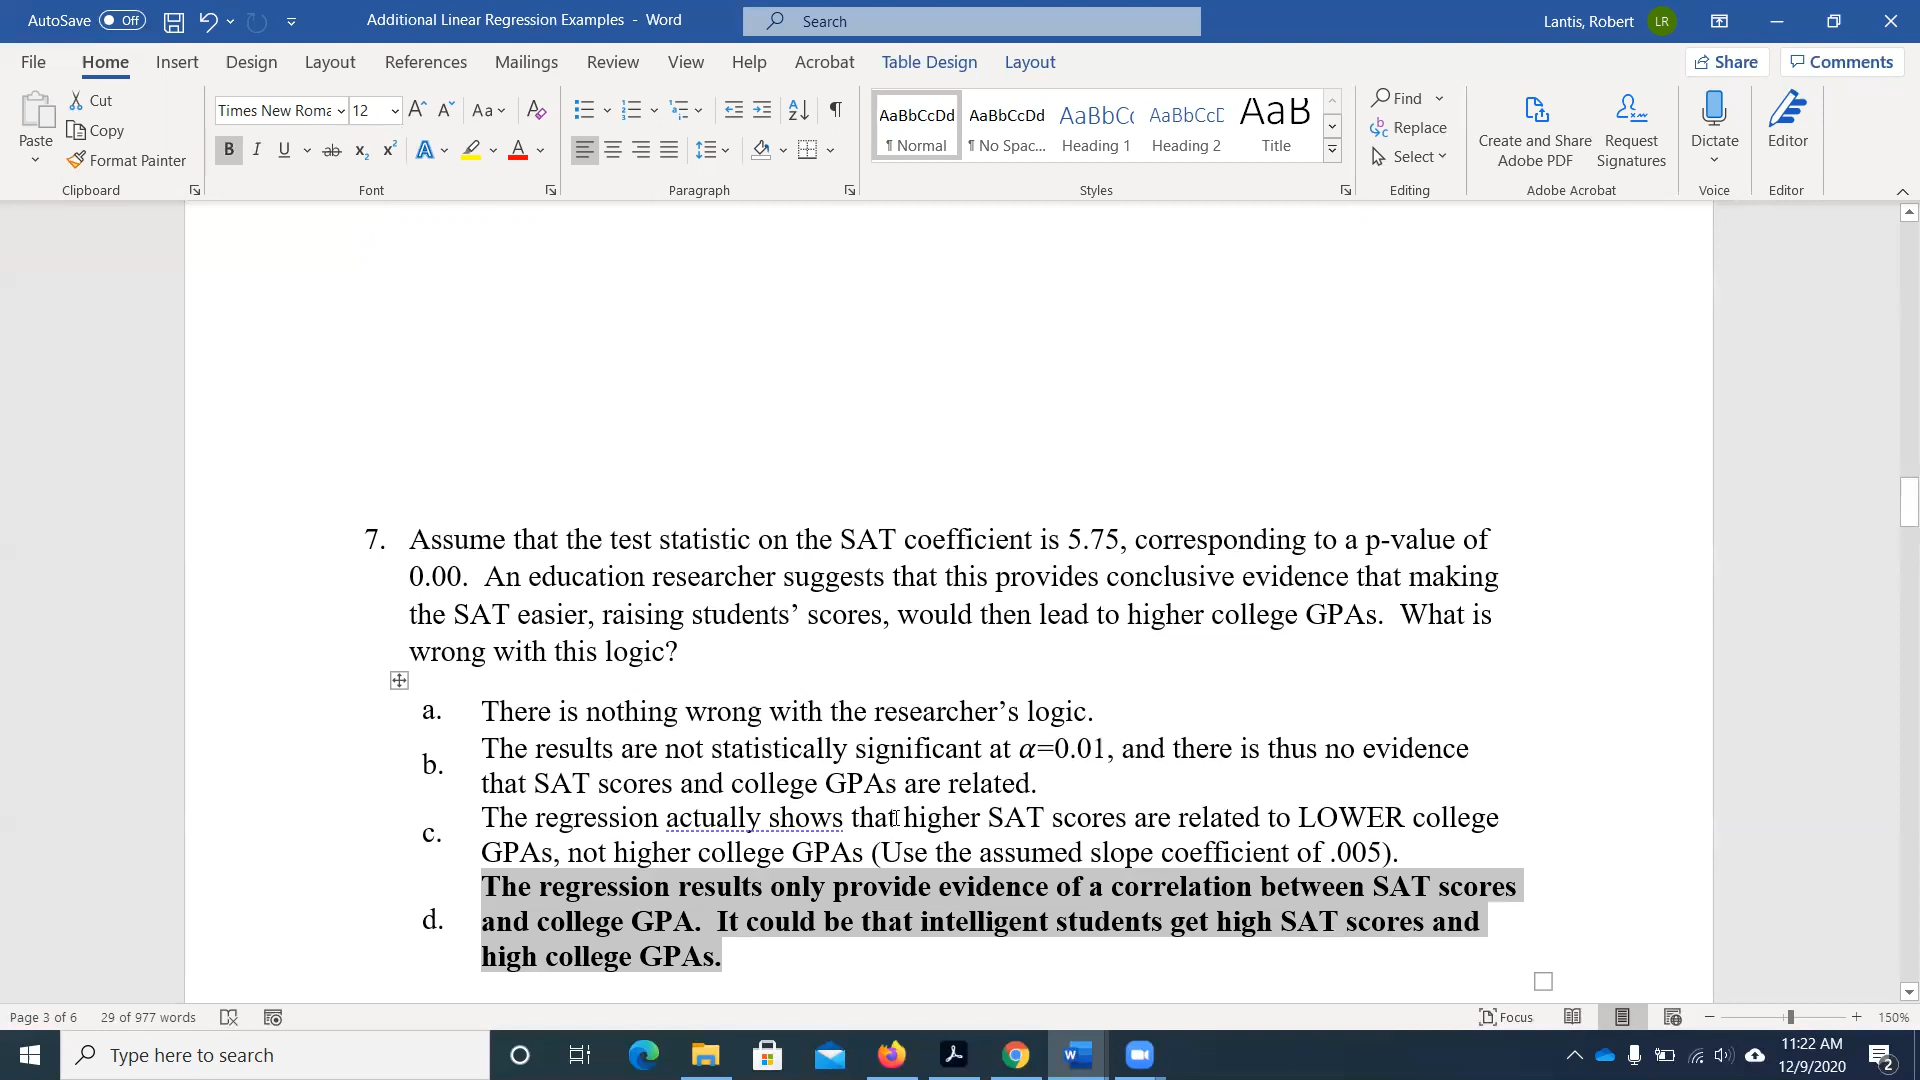 AutoSave Off Additional Linear Regression Examples - Word Search Lantis, Robert LR
File Home Insert Design Layout References Mailings Review View Help Acrobat Table Design Layout Share Comments
Paste
Cut
Copy
Format Painter
Clipboard
Times New Roma 12 Aa
B I U ab x₂ x² A A
Font
Paragraph
AaBbCcDd AaBbCcDd AaBbCc AaBbCcE AaB
¶ Normal ¶ No Spac... Heading 1 Heading 2 Title
Styles
Find
Replace
Select
Editing
Create and Share
Adobe PDF
Request
Signatures
Adobe Acrobat
Dictate
Voice
Editor
Editor
7. Assume that the test statistic on the SAT coefficient is 5.75, corresponding to a p-value of
0.00. An education researcher suggests that this provides conclusive evidence that making
the SAT easier, raising students’ scores, would then lead to higher college GPAs. What is
wrong with this logic?
a. There is nothing wrong with the researcher’s logic.
b. The results are not statistically significant at α=0.01, and there is thus no evidence
that SAT scores and college GPAs are related.
c. The regression actually shows that higher SAT scores are related to LOWER college
GPAs, not higher college GPAs (Use the assumed slope coefficient of .005).
d. The regression results only provide evidence of a correlation between SAT scores
and college GPA. It could be that intelligent students get high SAT scores and
high college GPAs.
Page 3 of 6 29 of 977 words Focus 150%
Type here to search
11:22 AM
12/9/2020
2